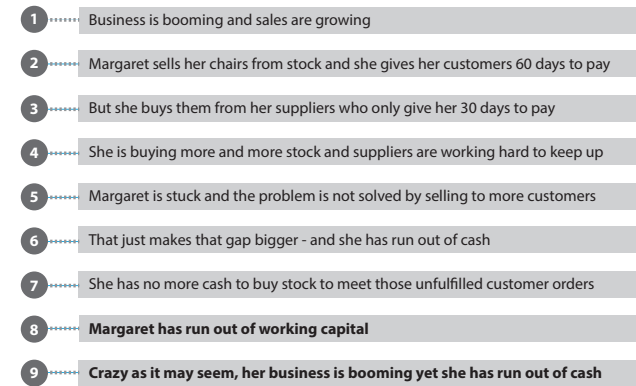 1 Business is booming and sales are growing
2 Margaret sells her chairs from stock and she gives her customers 60 days to pay
3 But she buys them from her suppliers who only give her 30 days to pay
4 She is buying more and more stock and suppliers are working hard to keep up
5 Margaret is stuck and the problem is not solved by selling to more customers
6 That just makes that gap bigger - and she has run out of cash
7 She has no more cash to buy stock to meet those unfulfilled customer orders
8 Margaret has run out of working capital
9 Crazy as it may seem, her business is booming yet she has run out of cash